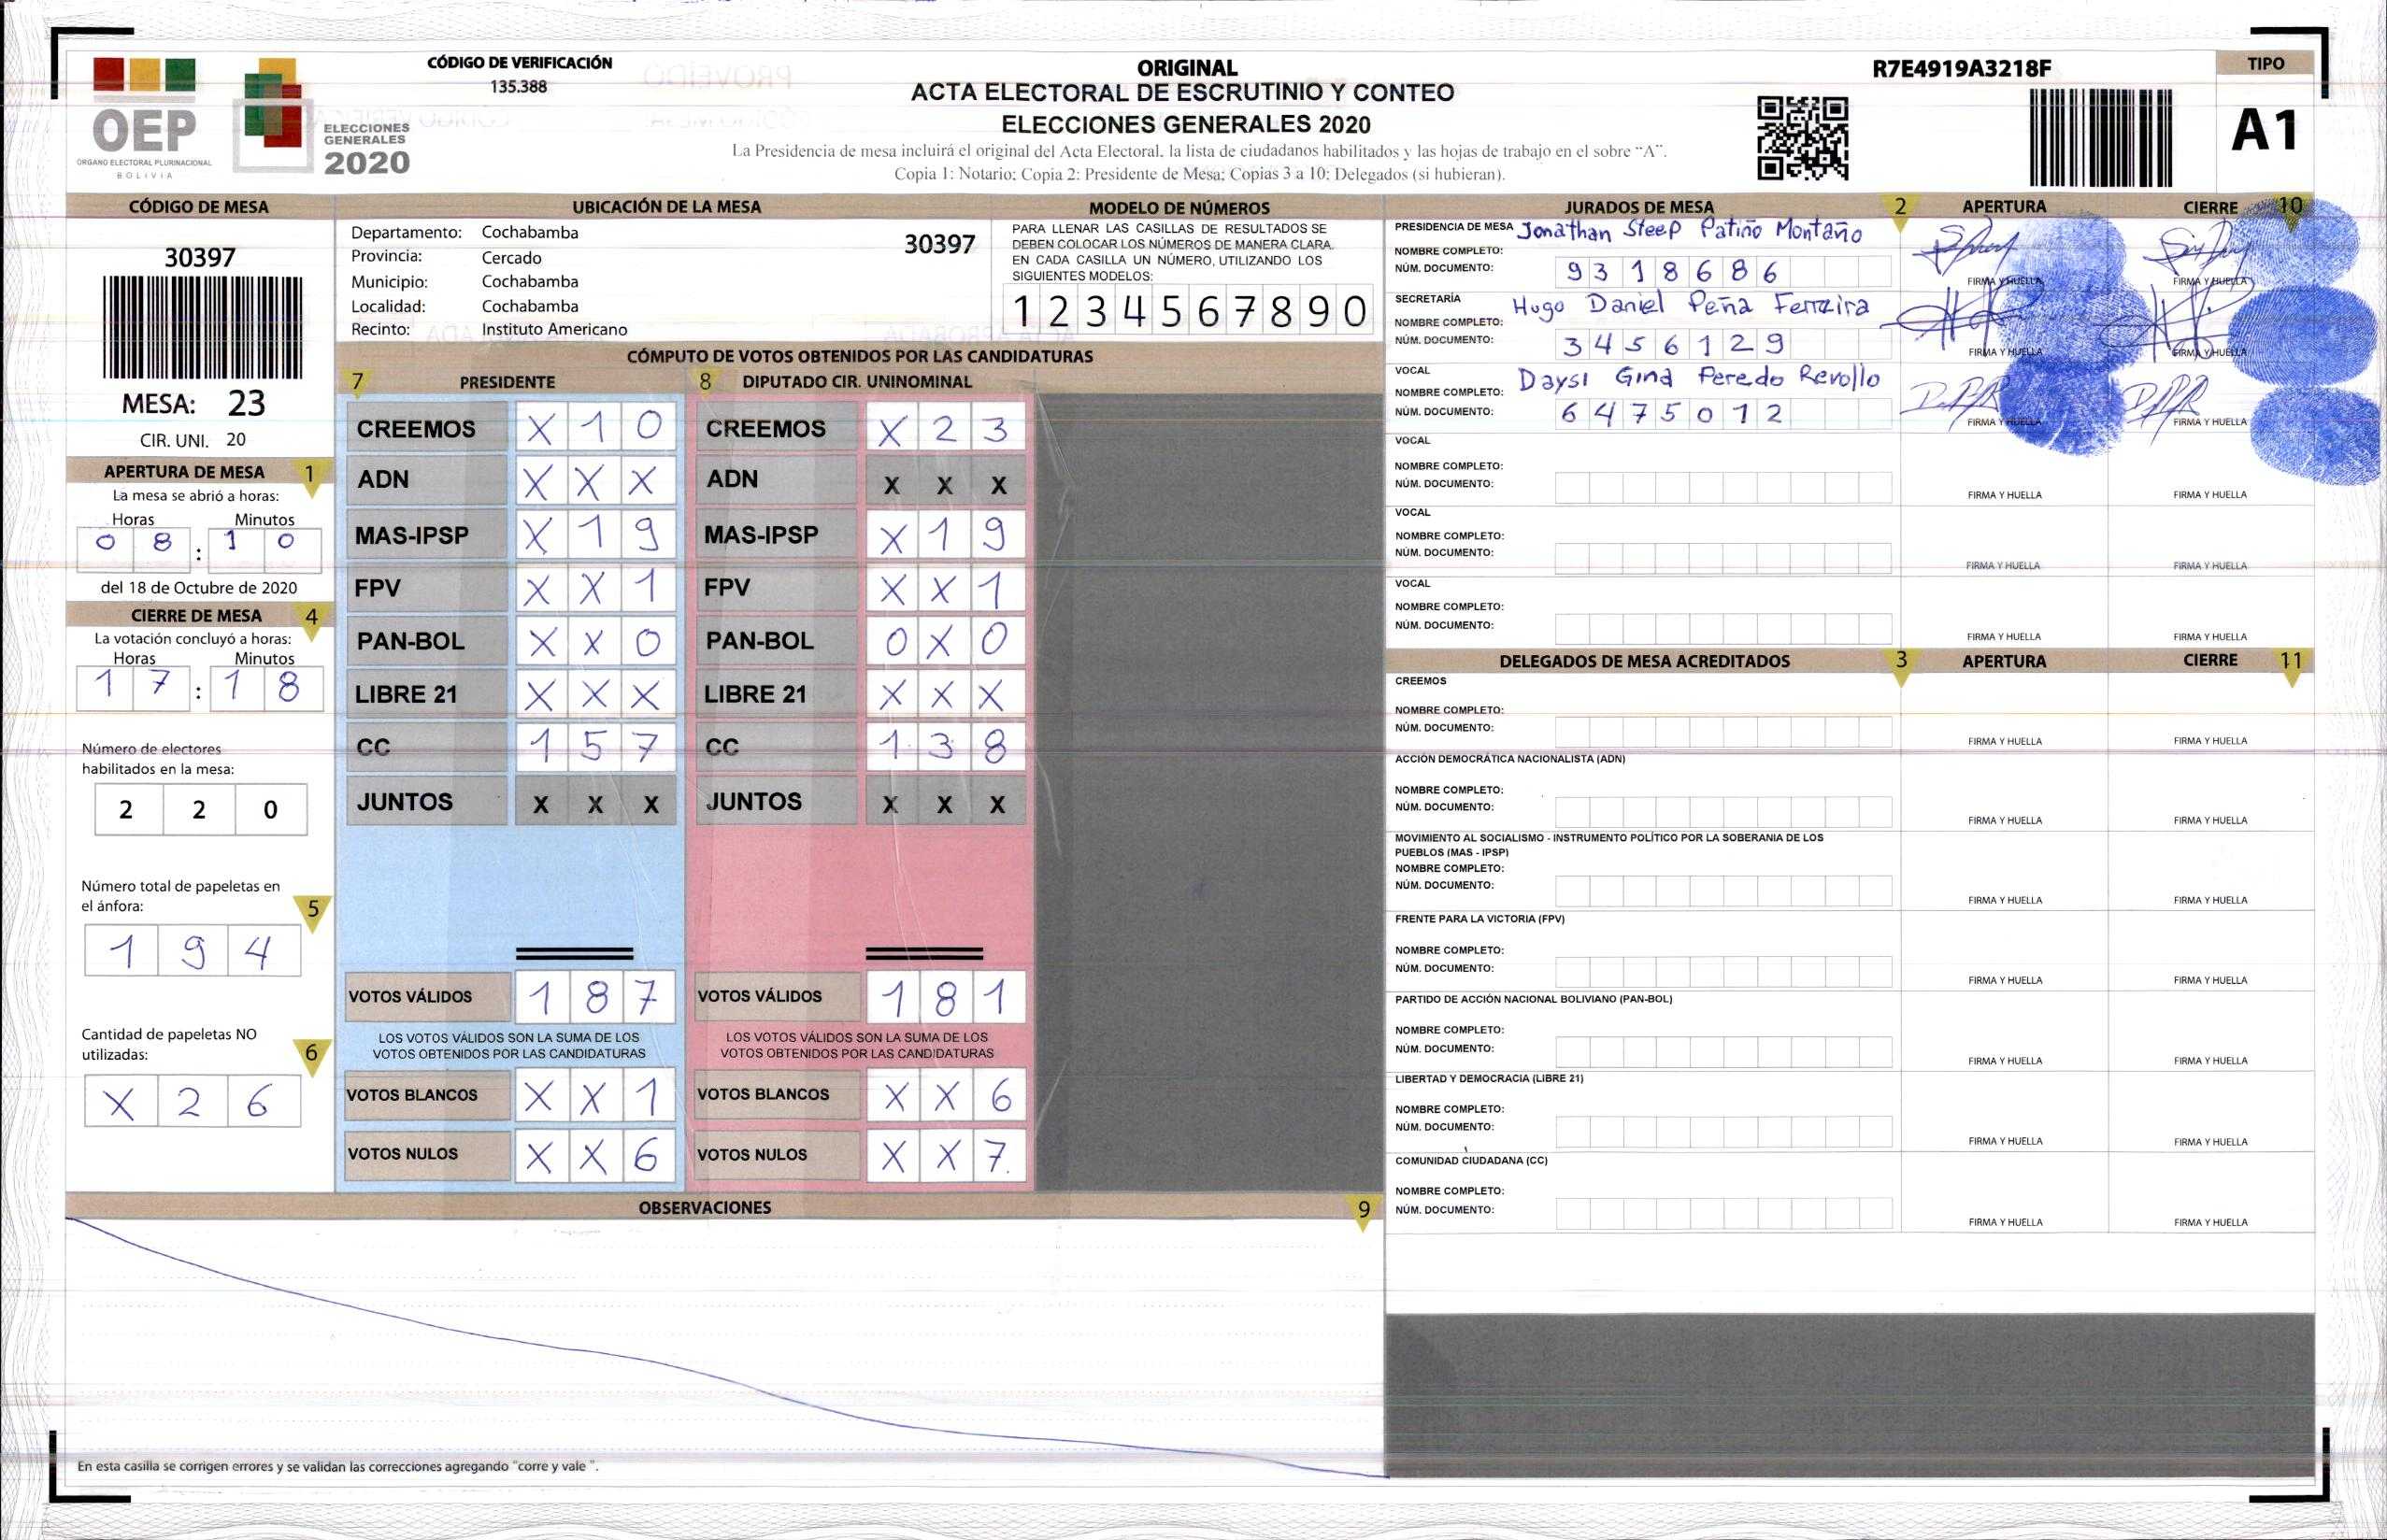 OEP
ÓRGANO ELECTORAL PLURINACIONAL
BOLIVIA
ELECCIONES
GENERALES
2020
CÓDIGO DE VERIFICACIÓN
135.388
ORIGINAL
ACTA ELECTORAL DE ESCRUTINIO Y CONTEO
ELECCIONES GENERALES 2020
La Presidencia de mesa incluirá el original del Acta Electoral, la lista de ciudadanos habilitados y las hojas de trabajo en el sobre “A”.
Copia 1: Notario; Copia 2: Presidente de Mesa; Copias 3 a 10: Delegados (si hubieran).
R7E4919A3218F
TIPO
A1
CÓDIGO DE MESA
30397
MESA: 23
CIR. UNI. 20
APERTURA DE MESA 1
La mesa se abrió a horas:
Horas Minutos
0 8 : 1 0
del 18 de Octubre de 2020
CIERRE DE MESA 4
La votación concluyó a horas:
Horas Minutos
1 7 : 1 8
Número de electores
habilitados en la mesa:
2 2 0
Número total de papeletas en
el ánfora: 5
1 9 4
Cantidad de papeletas NO
utilizadas: 6
X 2 6
UBICACIÓN DE LA MESA
Departamento: Cochabamba
30397
Provincia: Cercado
Municipio: Cochabamba
Localidad: Cochabamba
Recinto: Instituto Americano
MODELO DE NÚMEROS
PARA LLENAR LAS CASILLAS DE RESULTADOS SE
DEBEN COLOCAR LOS NÚMEROS DE MANERA CLARA.
EN CADA CASILLA UN NÚMERO, UTILIZANDO LOS
SIGUIENTES MODELOS:
1 2 3 4 5 6 7 8 9 0
CÓMPUTO DE VOTOS OBTENIDOS POR LAS CANDIDATURAS
7 PRESIDENTE
CREEMOS X 1 0
ADN X X X
MAS-IPSP X 1 9
FPV X X 1
PAN-BOL X X 0
LIBRE 21 X X X
CC 1 5 7
JUNTOS X X X
VOTOS VÁLIDOS 1 8 7
LOS VOTOS VÁLIDOS SON LA SUMA DE LOS
VOTOS OBTENIDOS POR LAS CANDIDATURAS
VOTOS BLANCOS X X 1
VOTOS NULOS X X 6
8 DIPUTADO CIR. UNINOMINAL
CREEMOS X 2 3
ADN X X X
MAS-IPSP X 1 9
FPV X X 1
PAN-BOL 0 X 0
LIBRE 21 X X X
CC 1 3 8
JUNTOS X X X
VOTOS VÁLIDOS 1 8 1
LOS VOTOS VÁLIDOS SON LA SUMA DE LOS
VOTOS OBTENIDOS POR LAS CANDIDATURAS
VOTOS BLANCOS X X 6
VOTOS NULOS X X 7
OBSERVACIONES 9
En esta casilla se corrigen errores y se validan las correcciones agregando “corre y vale ”.
JURADOS DE MESA 2 APERTURA CIERRE 10
PRESIDENCIA DE MESA Jonathan Steep Patiño Montaño
NOMBRE COMPLETO:
NÚM. DOCUMENTO: 9 3 1 8 6 8 6
FIRMA Y HUELLA FIRMA Y HUELLA
SECRETARÍA Hugo Daniel Peña Ferreira
NOMBRE COMPLETO:
NÚM. DOCUMENTO: 3 4 5 6 1 2 9
FIRMA Y HUELLA FIRMA Y HUELLA
VOCAL Daysi Gina Peredo Revollo
NOMBRE COMPLETO:
NÚM. DOCUMENTO: 6 4 7 5 0 1 2
FIRMA Y HUELLA FIRMA Y HUELLA
VOCAL
NOMBRE COMPLETO:
NÚM. DOCUMENTO:
FIRMA Y HUELLA FIRMA Y HUELLA
VOCAL
NOMBRE COMPLETO:
NÚM. DOCUMENTO:
FIRMA Y HUELLA FIRMA Y HUELLA
VOCAL
NOMBRE COMPLETO:
NÚM. DOCUMENTO:
FIRMA Y HUELLA FIRMA Y HUELLA
DELEGADOS DE MESA ACREDITADOS 3 APERTURA CIERRE 11
CREEMOS
NOMBRE COMPLETO:
NÚM. DOCUMENTO:
FIRMA Y HUELLA FIRMA Y HUELLA
ACCIÓN DEMOCRÁTICA NACIONALISTA (ADN)
NOMBRE COMPLETO:
NÚM. DOCUMENTO:
FIRMA Y HUELLA FIRMA Y HUELLA
MOVIMIENTO AL SOCIALISMO - INSTRUMENTO POLÍTICO POR LA SOBERANIA DE LOS
PUEBLOS (MAS - IPSP)
NOMBRE COMPLETO:
NÚM. DOCUMENTO:
FIRMA Y HUELLA FIRMA Y HUELLA
FRENTE PARA LA VICTORIA (FPV)
NOMBRE COMPLETO:
NÚM. DOCUMENTO:
FIRMA Y HUELLA FIRMA Y HUELLA
PARTIDO DE ACCIÓN NACIONAL BOLIVIANO (PAN-BOL)
NOMBRE COMPLETO:
NÚM. DOCUMENTO:
FIRMA Y HUELLA FIRMA Y HUELLA
LIBERTAD Y DEMOCRACIA (LIBRE 21)
NOMBRE COMPLETO:
NÚM. DOCUMENTO:
FIRMA Y HUELLA FIRMA Y HUELLA
COMUNIDAD CIUDADANA (CC)
NOMBRE COMPLETO:
NÚM. DOCUMENTO:
FIRMA Y HUELLA FIRMA Y HUELLA